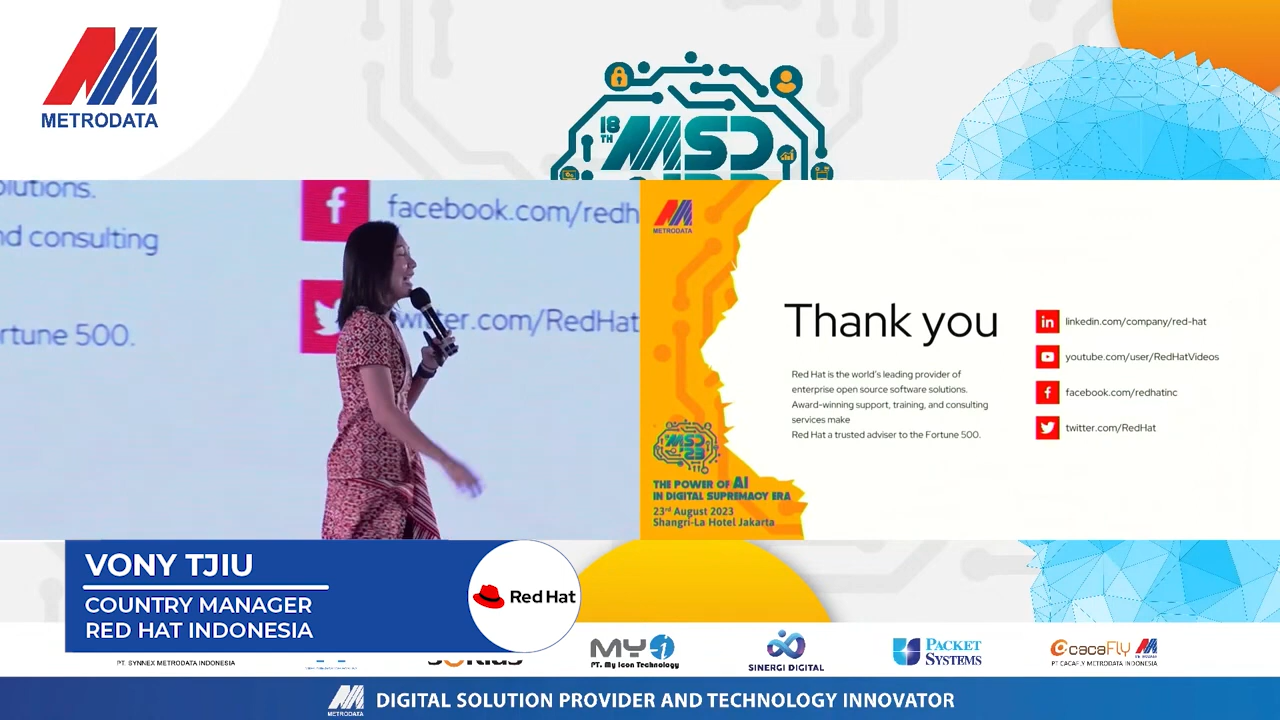 METRODATA
18
TH
MSD
olutions.
nd consulting
ortune 500.
facebook.com/redh
twitter.com/RedHat
METRODATA
Thank you
Red Hat is the world's leading provider of
enterprise open source software solutions.
Award-winning support, training, and consulting
services make
Red Hat a trusted adviser to the Fortune 500.
in linkedin.com/company/red-hat
youtube.com/user/RedHatVideos
f facebook.com/redhatinc
twitter.com/RedHat
MSD
'23
THE POWER OF AI
IN DIGITAL SUPREMACY ERA
23rd August 2023
Shangri-La Hotel Jakarta
VONY TJIU
COUNTRY MANAGER
RED HAT INDONESIA
Red Hat
PT. SYNNEX METRODATA INDONESIA
MY
PT. My Icon Technology
SINERGI DIGITAL
PACKET
SYSTEMS
cacaFLY
PT CACAFLY METRODATA INDONESIA
METRODATA
DIGITAL SOLUTION PROVIDER AND TECHNOLOGY INNOVATOR